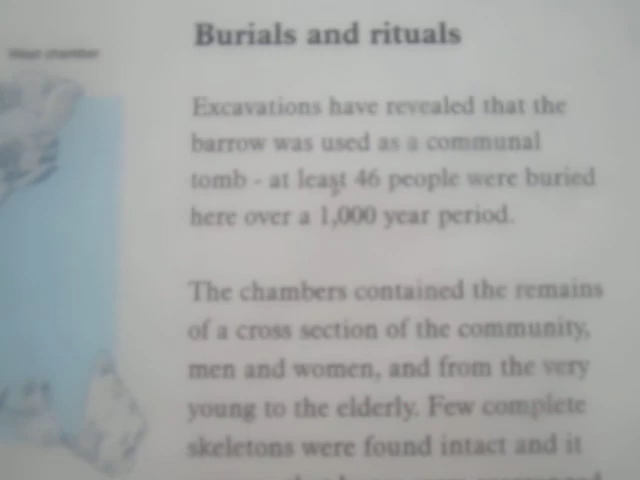 West chamber
Burials and rituals
Excavations have revealed that the
barrow was used as a communal
tomb - at least 46 people were buried
here over a 1,000 year period.
The chambers contained the remains
of a cross section of the community,
men and women, and from the very
young to the elderly. Few complete
skeletons were found intact and it